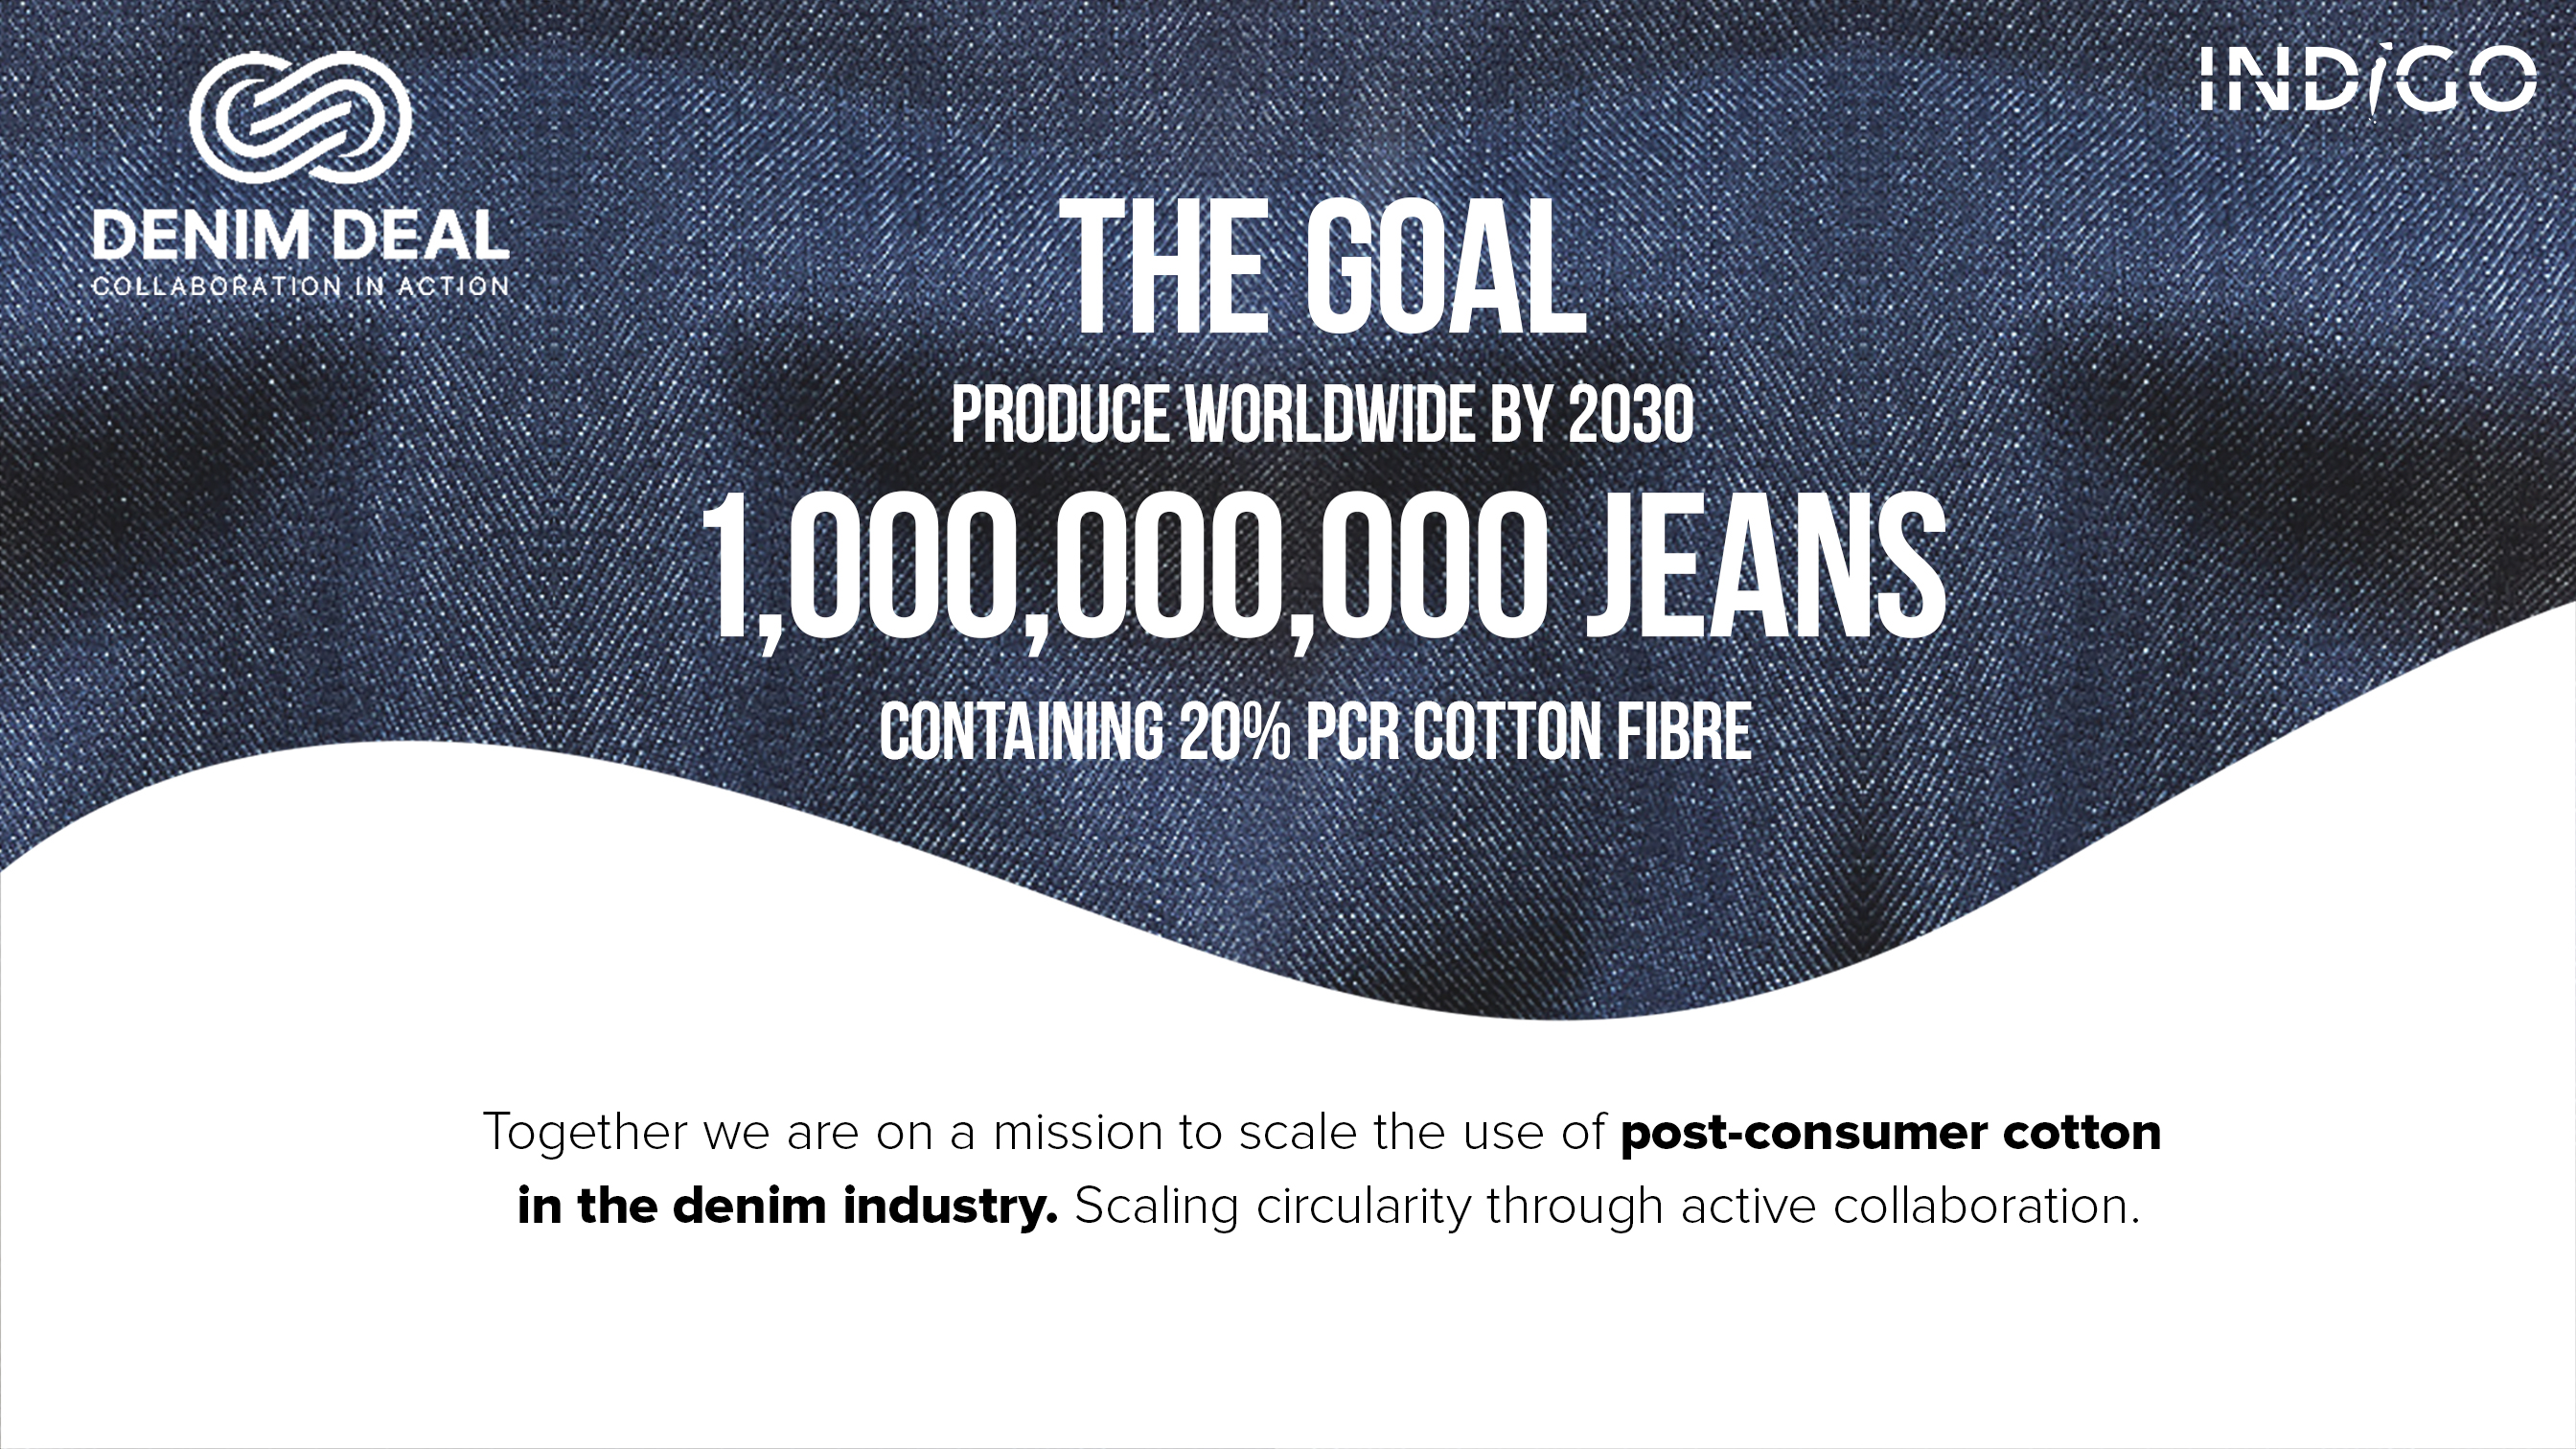 DENIM DEAL
COLLABORATION IN ACTION
INDiGO
THE GOAL
PRODUCE WORLDWIDE BY 2030
1,000,000,000 JEANS
CONTAINING 20% PCR COTTON FIBRE
Together we are on a mission to scale the use of post-consumer cotton
in the denim industry. Scaling circularity through active collaboration.